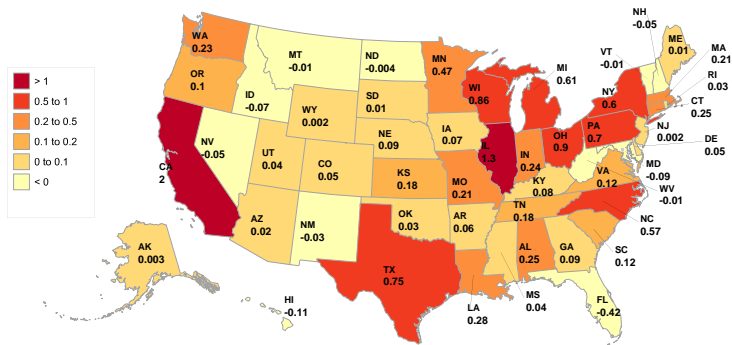 > 1
0.5 to 1
0.2 to 0.5
0.1 to 0.2
0 to 0.1
< 0
WA
0.23
OR
0.1
CA
2
NV
-0.05
ID
-0.07
MT
-0.01
WY
0.002
UT
0.04
AZ
0.02
CO
0.05
NM
-0.03
ND
-0.004
SD
0.01
NE
0.09
KS
0.18
OK
0.03
TX
0.75
MN
0.47
IA
0.07
MO
0.21
AR
0.06
LA
0.28
WI
0.86
IL
1.3
MI
0.61
IN
0.24
OH
0.9
KY
0.08
TN
0.18
MS
0.04
AL
0.25
GA
0.09
FL
-0.42
SC
0.12
NC
0.57
VA
0.12
WV
-0.01
MD
-0.09
DE
0.05
NJ
0.002
PA
0.7
NY
0.6
CT
0.25
RI
0.03
MA
0.21
VT
-0.01
NH
-0.05
ME
0.01
AK
0.003
HI
-0.11